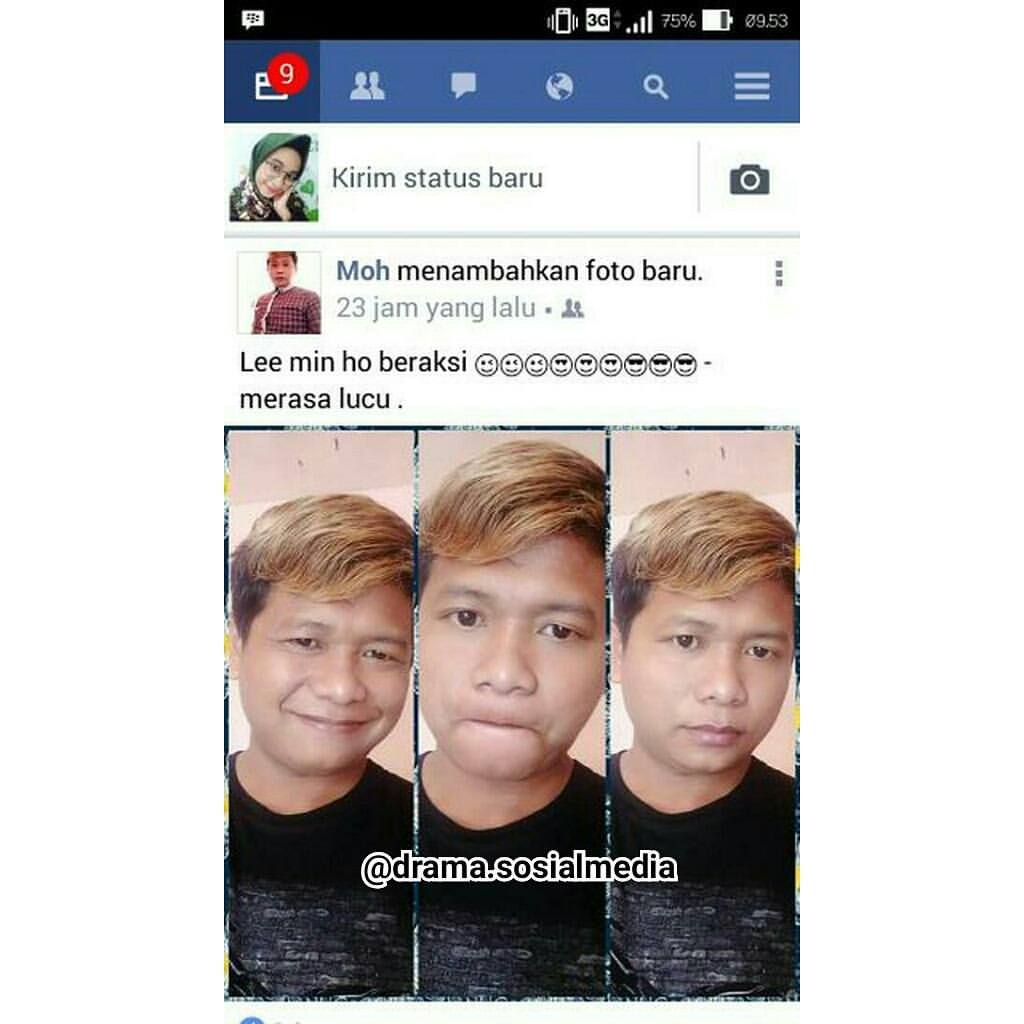 3G 75% 09.53
9
Kirim status baru
Moh menambahkan foto baru.
23 jam yang lalu
Lee min ho beraksi 😉😉😉😍😍😍😎😎😎 -
merasa lucu .
@drama.sosialmedia